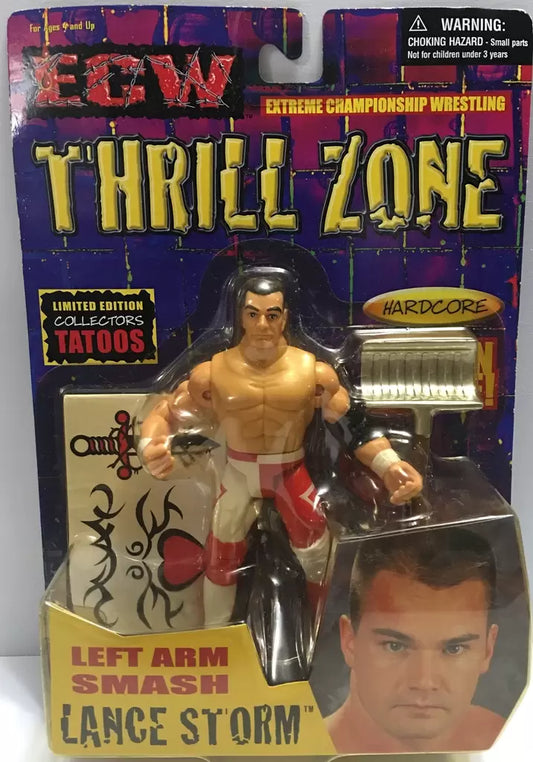 For Ages 4 and Up
WARNING:
CHOKING HAZARD - Small parts
Not for children under 3 years
ECW
EXTREME CHAMPIONSHIP WRESTLING
THRILL ZONE
LIMITED EDITION
COLLECTORS
TATOOS
HARDCORE
LEFT ARM
SMASH
LANCE STORM™